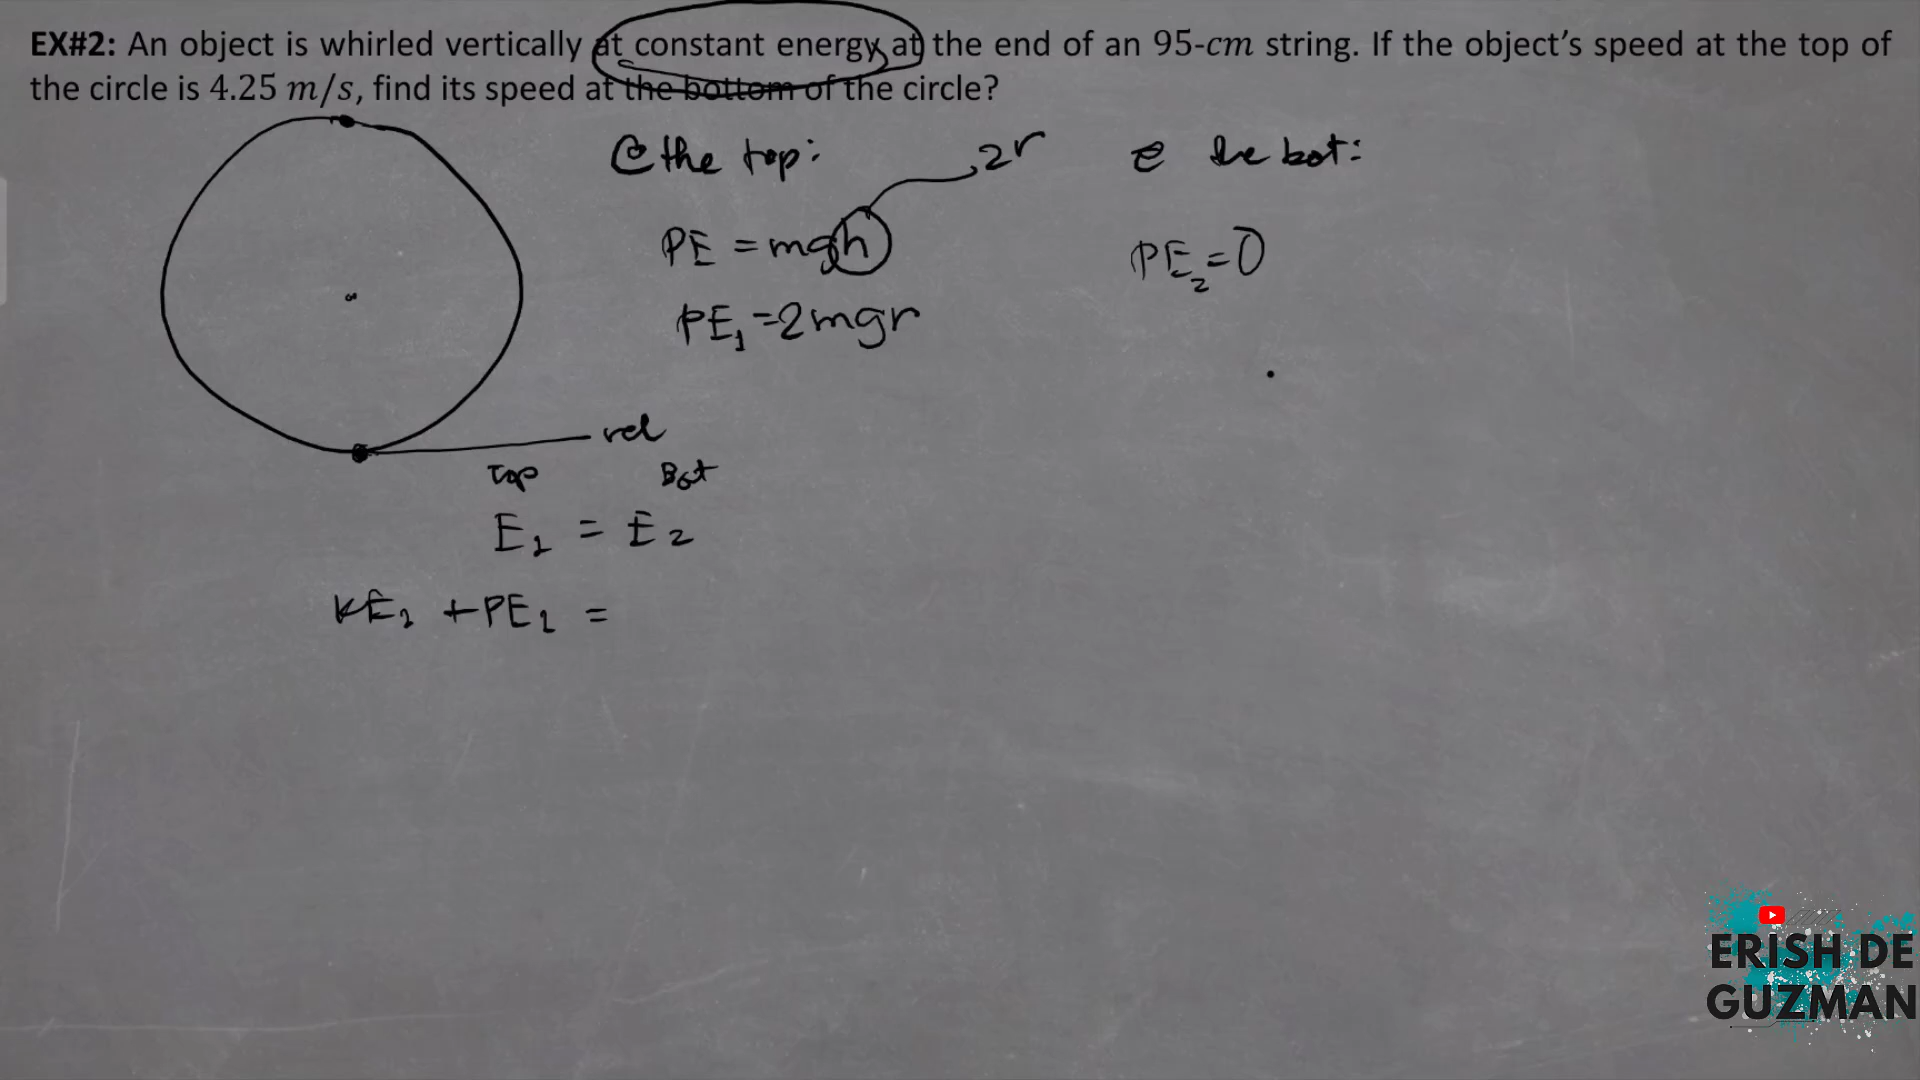 EX#2: An object is whirled vertically at constant energy at the end of an 95-cm string. If the object’s speed at the top of
the circle is 4.25 m/s, find its speed at the bottom of the circle?
@ the top:
2r
@ the bot:
PE = mgh
PE₂=0
PE₁=2mgr
Top
Bot
E₁ = E₂
KE₁ + PE₁ =
ERISH DE
GUZMAN